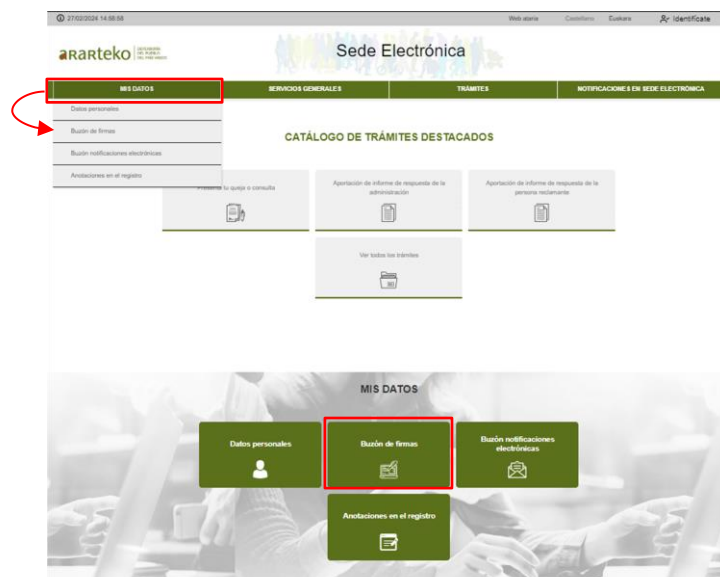 27/02/2024 14:58:58
Web ataria
Castellano
Euskara
Identifícate
ararteko
Sede Electrónica
MIS DATOS
SERVICIOS GENERALES
TRÁMITES
NOTIFICACIONES EN SEDE ELECTRÓNICA
Datos personales
Buzón de firmas
Buzón notificaciones electrónicas
Anotaciones en el registro
CATÁLOGO DE TRÁMITES DESTACADOS
tu queja o consulta
Aportación de informe de respuesta de la
administración
Aportación de informe de respuesta de la
persona reclamante
Ver todos los trámites
MIS DATOS
Datos personales
Buzón de firmas
Buzón notificaciones
electrónicas
Anotaciones en el registro